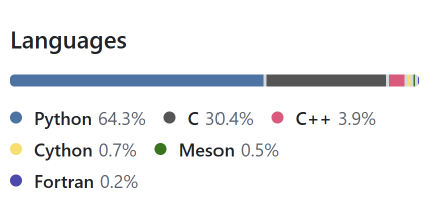 Languages
Python 64.3% C 30.4% C++ 3.9%
Cython 0.7% Meson 0.5%
Fortran 0.2%